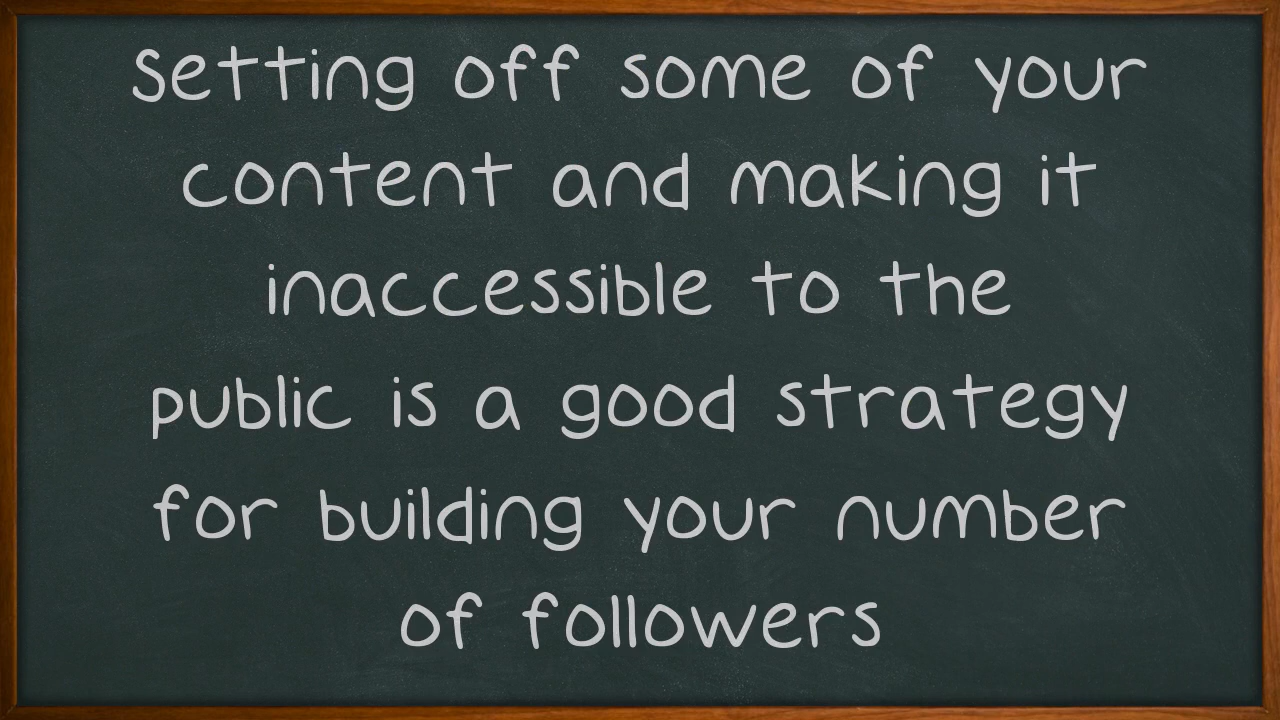 Setting off some of your
content and making it
inaccessible to the
public is a good strategy
for building your number
of followers